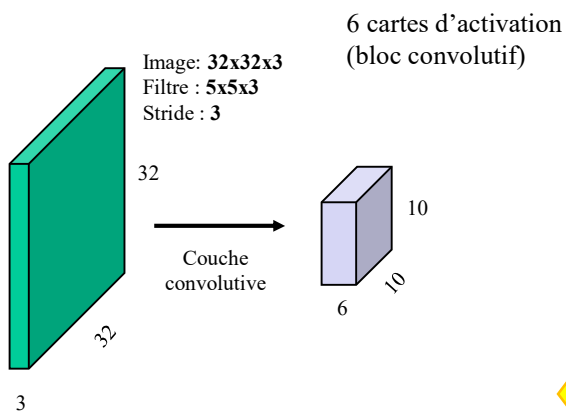 6 cartes d’activation
(bloc convolutif)
Image: 32x32x3
Filtre : 5x5x3
Stride : 3
32
32
3
Couche
convolutive
10
10
6